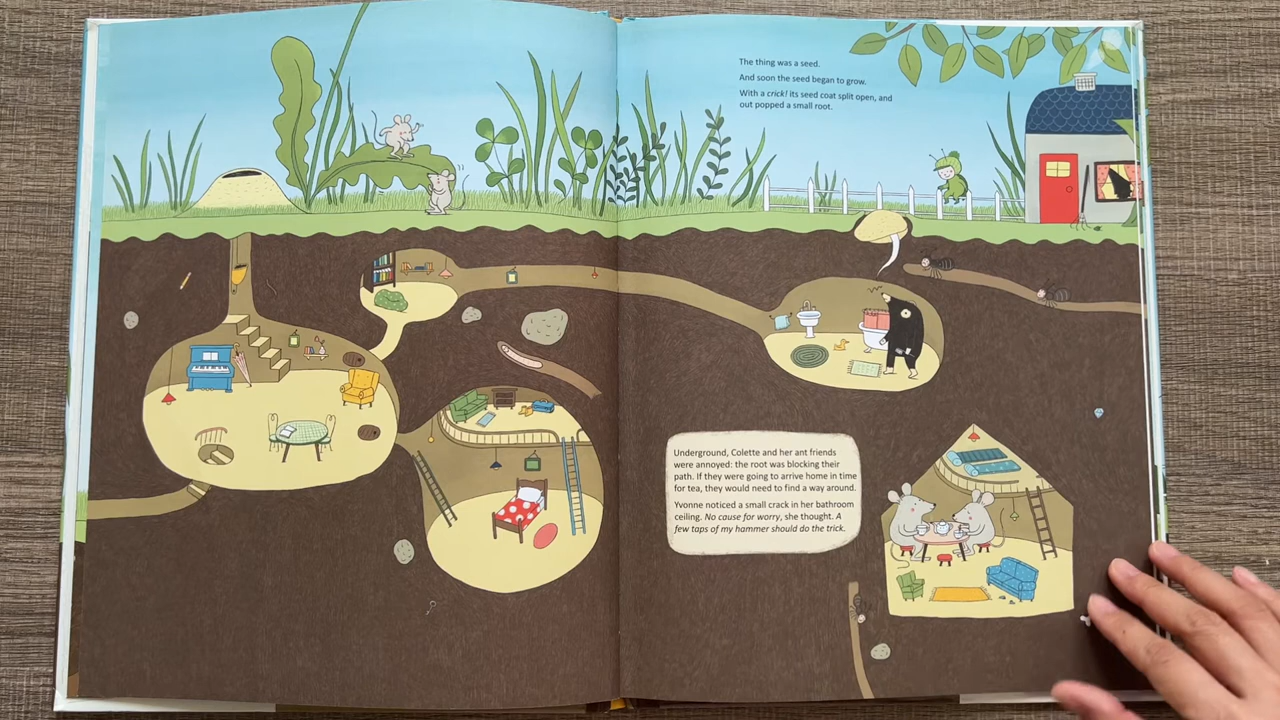 The thing was a seed.
And soon the seed began to grow.
With a crick! its seed coat split open, and
out popped a small root.
Underground, Colette and her ant friends
were annoyed: the root was blocking their
path. If they were going to arrive home in time
for tea, they would need to find a way around.
Yvonne noticed a small crack in her bathroom
ceiling. No cause for worry, she thought. A
few taps of my hammer should do the trick.